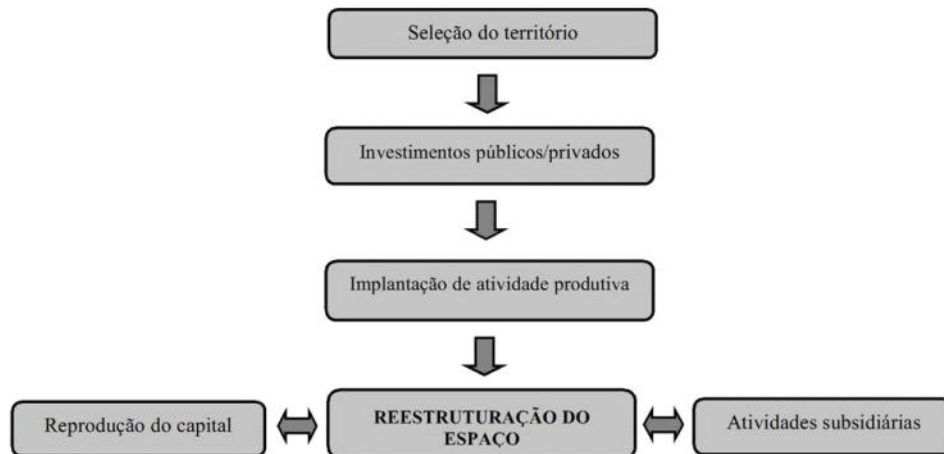 Seleção do território
Investimentos públicos/privados
Implantação de atividade produtiva
Reprodução do capital
REESTRUTURAÇÃO DO
ESPAÇO
Atividades subsidiárias